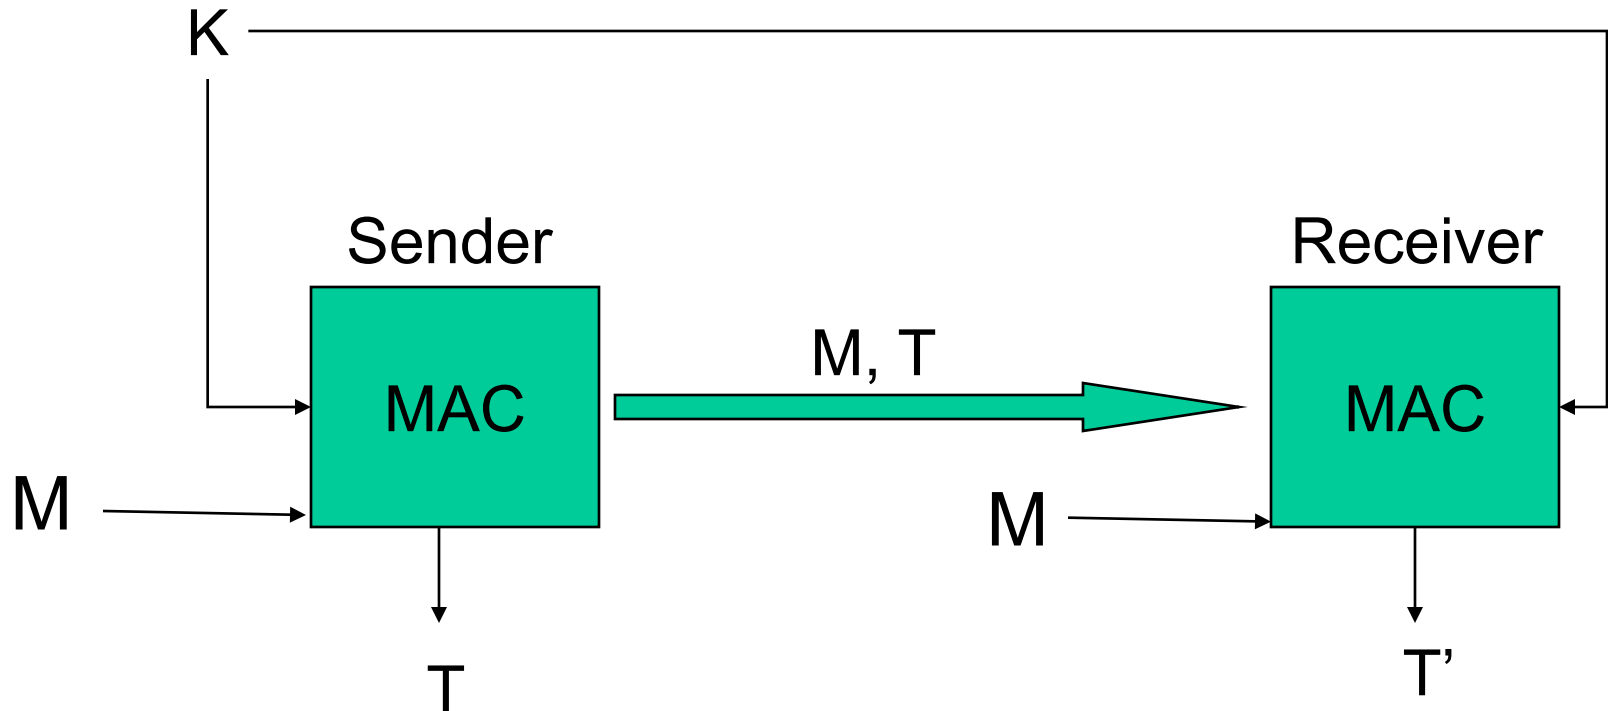 K
Sender
Receiver
M, T
MAC
MAC
M
M
T
T’